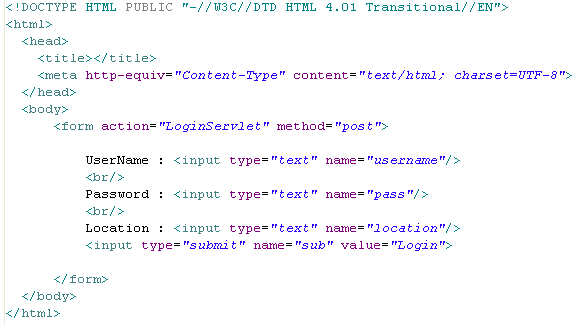 <!DOCTYPE HTML PUBLIC "-//W3C//DTD HTML 4.01 Transitional//EN">
<html>
  <head>
    <title></title>
    <meta http-equiv="Content-Type" content="text/html; charset=UTF-8">
  </head>
  <body>
      <form action="LoginServlet" method="post">

          UserName : <input type="text" name="username"/>
          <br/>
          Password : <input type="text" name="pass"/>
          <br/>
          Location : <input type="text" name="location"/>
          <input type="submit" name="sub" value="Login">

      </form>
  </body>
</html>